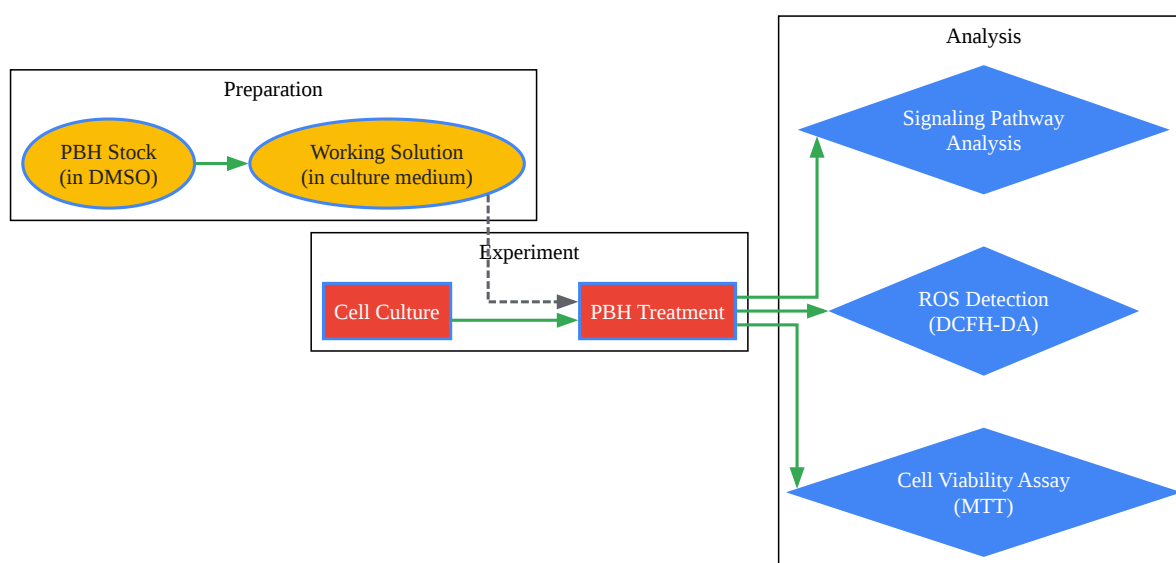 Preparation
PBH Stock
(in DMSO)
Working Solution
(in culture medium)
Experiment
Cell Culture
PBH Treatment
Analysis
Signaling Pathway
Analysis
ROS Detection
(DCFH-DA)
Cell Viability Assay
(MTT)